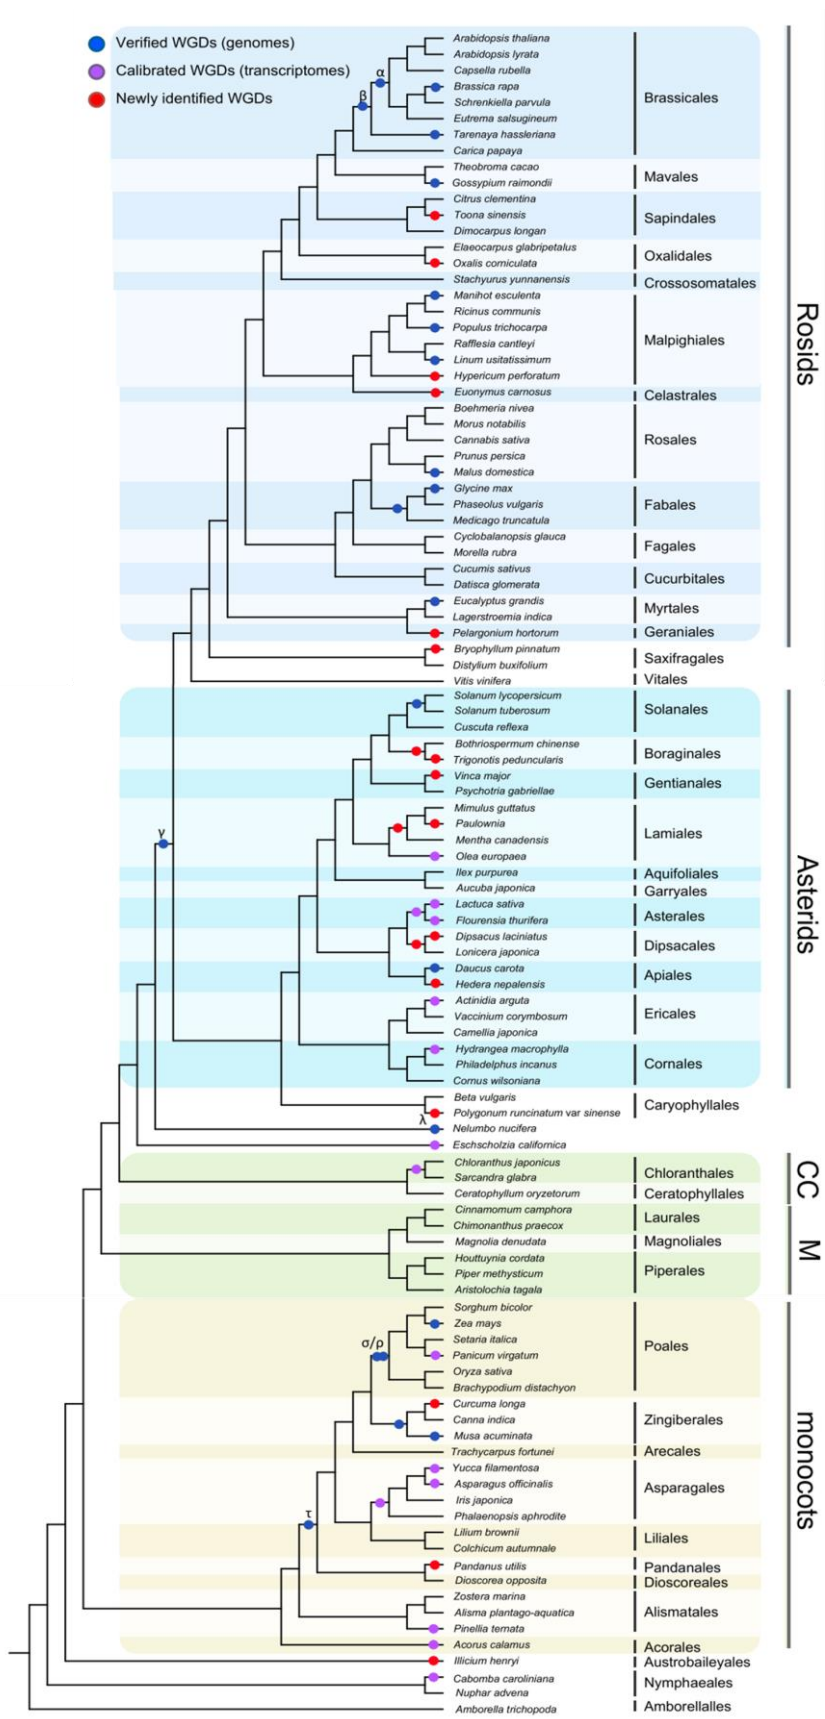 Verified WGDs (genomes)
Calibrated WGDs (transcriptomes)
Newly identified WGDs
Arabidopsis thaliana
Arabidopsis lyrata
Capsella rubella
α
Brassica rapa
β
Schrenkiella parvula
Brassicales
Eutrema salsugineum
Tarenaya hassleriana
Carica papaya
Theobroma cacao
Mavales
Gossypium raimondii
Citrus clementina
Toona sinensis
Sapindales
Dimocarpus longan
Elaeocarpus glabripetalus
Oxalidales
Oxalis corniculata
Stachyurus yunnanensis
Crossosomatales
Manihot esculenta
Ricinus communis
Populus trichocarpa
Malpighiales
Rafflesia cantleyi
Linum usitatissimum
Hypericum perforatum
Euonymus carnosus
Celastrales
Rosids
Boehmeria nivea
Morus notabilis
Cannabis sativa
Rosales
Prunus persica
Malus domestica
Glycine max
Phaseolus vulgaris
Fabales
Medicago truncatula
Cyclobalanopsis glauca
Fagales
Morella rubra
Cucumis sativus
Cucurbitales
Datisca glomerata
Eucalyptus grandis
Myrtales
Lagerstroemia indica
Pelargonium hortorum
Geraniales
Bryophyllum pinnatum
Saxifragales
Distylium buxifolium
Vitis vinifera
Vitales
Solanum lycopersicum
Solanum tuberosum
Solanales
Cuscuta reflexa
Bothriospermum chinense
Boraginales
Trigonotis peduncularis
Vinca major
Gentianales
Psychotria gabriellae
Mimulus guttatus
Paulownia
Lamiales
γ
Mentha canadensis
Olea europaea
Ilex purpurea
Aquifoliales
Aucuba japonica
Garryales
Asterids
Lactuca sativa
Asterales
Flourensia thurifera
Dipsacus laciniatus
Dipsacales
Lonicera japonica
Daucus carota
Apiales
Hedera nepalensis
Actinidia arguta
Ericales
Vaccinium corymbosum
Camellia japonica
Hydrangea macrophylla
Philadelphus incanus
Cornales
Cornus wilsoniana
Beta vulgaris
Caryophyllales
Polygonum runcinatum var sinense
λ
Nelumbo nucifera
Eschscholzia californica
Chloranthus japonicus
Chloranthales
Sarcandra glabra
CC
Ceratophyllum oryzetorum
Ceratophyllales
Cinnamomum camphora
Laurales
Chimonanthus praecox
Magnolia denudata
Magnoliales
M
Houttuynia cordata
Piper methysticum
Piperales
Aristolochia tagala
Sorghum bicolor
Zea mays
σ/ρ
Setaria italica
Poales
Panicum virgatum
Oryza sativa
Brachypodium distachyon
Curcuma longa
Canna indica
Zingiberales
Musa acuminata
Trachycarpus fortunei
Arecales
Yucca filamentosa
Asparagus officinalis
Asparagales
monocots
Iris japonica
Phalaenopsis aphrodite
τ
Lilium brownii
Liliales
Colchicum autumnale
Pandanus utilis
Pandanales
Dioscorea opposita
Dioscoreales
Zostera marina
Alisma plantago-aquatica
Alismatales
Pinellia ternata
Acorus calamus
Acorales
Illicium henryi
Austrobaileyales
Cabomba caroliniana
Nymphaeales
Nuphar advena
Amborella trichopoda
Amborellalles